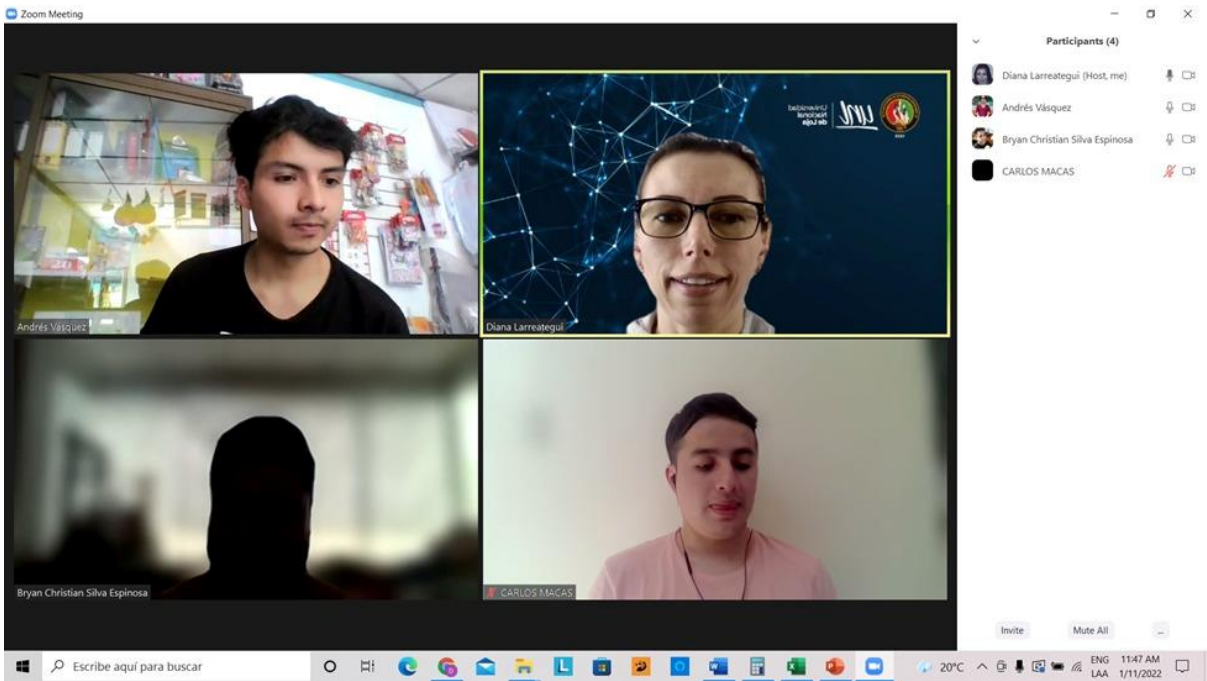 Zoom Meeting
Andrés Vásquez
Universidad
Nacional
de Loja
unl
Diana Larreategui
Bryan Christian Silva Espinosa
CARLOS MACAS
Participants (4)
Diana Larreategui (Host, me)
Andrés Vásquez
Bryan Christian Silva Espinosa
CARLOS MACAS
Invite
Mute All
...
Escribe aquí para buscar
20°C
ENG
LAA
11:47 AM
1/11/2022